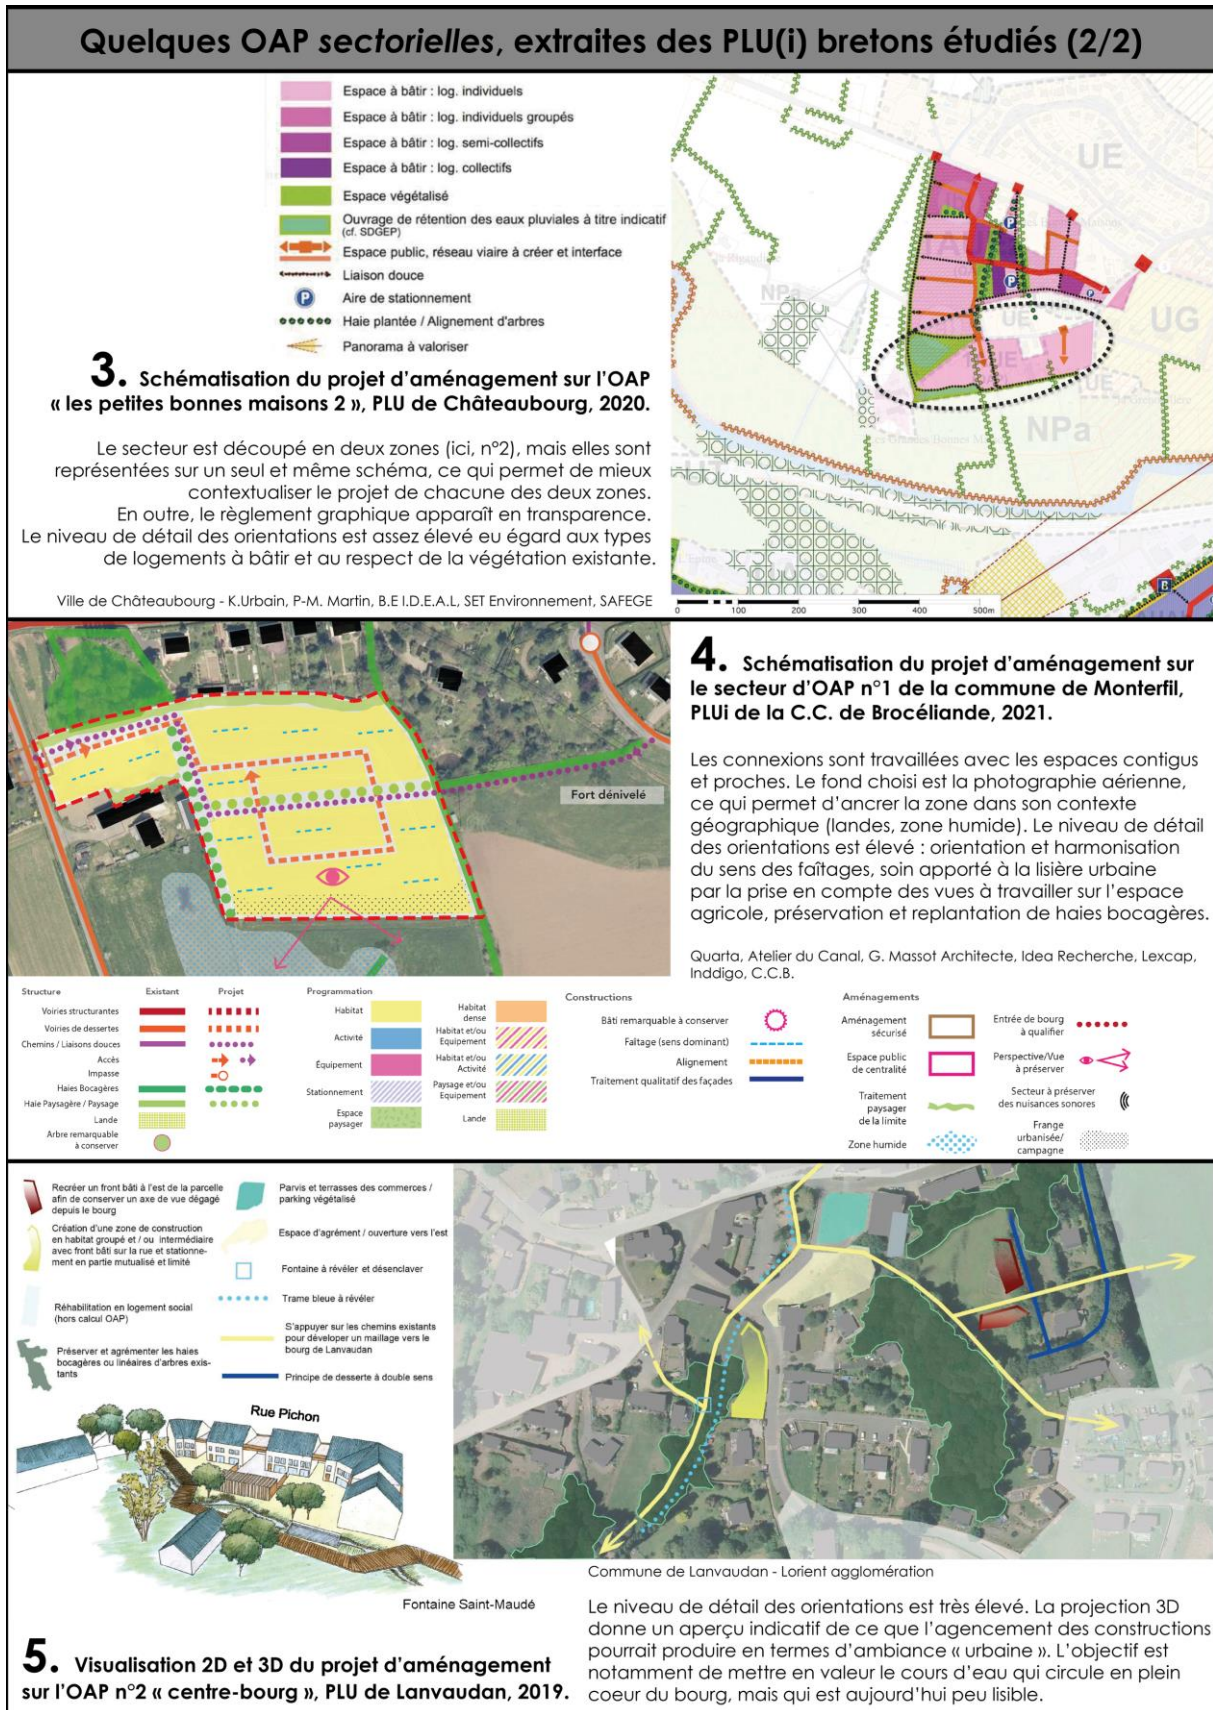 Quelques OAP sectorielles, extraites des PLU(i) bretons étudiés (2/2)
Espace à bâtir : log. individuels
Espace à bâtir : log. individuels groupés
Espace à bâtir : log. semi-collectifs
Espace à bâtir : log. collectifs
Espace végétalisé
Ouvrage de rétention des eaux pluviales à titre indicatif
(cf. SDGEP)
Espace public, réseau viaire à créer et interface
Liaison douce
P
Aire de stationnement
Haie plantée / Alignement d'arbres
Panorama à valoriser
UE
P
P
P
NPa
UE
UG
UE
NPa
B
0 100 200 300 400 500m
3. Schématisation du projet d'aménagement sur l'OAP
« les petites bonnes maisons 2 », PLU de Châteaubourg, 2020.
Le secteur est découpé en deux zones (ici, n°2), mais elles sont
représentées sur un seul et même schéma, ce qui permet de mieux
contextualiser le projet de chacune des deux zones.
En outre, le règlement graphique apparaît en transparence.
Le niveau de détail des orientations est assez élevé eu égard aux types
de logements à bâtir et au respect de la végétation existante.
Ville de Châteaubourg - K.Urbain, P-M. Martin, B.E I.D.E.A.L, SET Environnement, SAFEGE
Fort dénivelé
4. Schématisation du projet d'aménagement sur
le secteur d'OAP n°1 de la commune de Monterfil,
PLUi de la C.C. de Brocéliande, 2021.
Les connexions sont travaillées avec les espaces contigus
et proches. Le fond choisi est la photographie aérienne,
ce qui permet d'ancrer la zone dans son contexte
géographique (landes, zone humide). Le niveau de détail
des orientations est élevé : orientation et harmonisation
du sens des faîtages, soin apporté à la lisière urbaine
par la prise en compte des vues à travailler sur l'espace
agricole, préservation et replantation de haies bocagères.
Quarta, Atelier du Canal, G. Massot Architecte, Idea Recherche, Lexcap,
Inddigo, C.C.B.
Structure Existant Projet
Voiries structurantes
Voiries de dessertes
Chemins / Liaisons douces
Accès
Impasse
Haies Bocagères
Haie Paysagère / Paysage
Lande
Arbre remarquable
à conserver
Programmation
Habitat
Activité
Équipement
Stationnement
Espace
paysager
Habitat
dense
Habitat et/ou
Equipement
Habitat et/ou
Activité
Paysage et/ou
Equipement
Lande
Constructions
Bâti remarquable à conserver
Faîtage (sens dominant)
Alignement
Traitement qualitatif des façades
Aménagements
Aménagement
sécurisé
Espace public
de centralité
Traitement
paysager
de la limite
Zone humide
Entrée de bourg
à qualifier
Perspective/Vue
à préserver
Secteur à préserver
des nuisances sonores
Frange
urbanisée/
campagne
Recréer un front bâti à l'est de la parcelle
afin de conserver un axe de vue dégagé
depuis le bourg
Création d'une zone de construction
en habitat groupé et / ou intermédiaire
avec front bâti sur la rue et stationne-
ment en partie mutualisé et limité
Réhabilitation en logement social
(hors calcul OAP)
Préserver et agrémenter les haies
bocagères ou linéaires d'arbres exis-
tants
Parvis et terrasses des commerces /
parking végétalisé
Espace d'agrément / ouverture vers l'est
Fontaine à révéler et désenclaver
Trame bleue à révéler
S'appuyer sur les chemins existants
pour développer un maillage vers le
bourg de Lanvaudan
Principe de desserte à double sens
Rue Pichon
Fontaine Saint-Maudé
Commune de Lanvaudan - Lorient agglomération
5. Visualisation 2D et 3D du projet d'aménagement
sur l'OAP n°2 « centre-bourg », PLU de Lanvaudan, 2019.
Le niveau de détail des orientations est très élevé. La projection 3D
donne un aperçu indicatif de ce que l'agencement des constructions
pourrait produire en termes d'ambiance « urbaine ». L'objectif est
notamment de mettre en valeur le cours d'eau qui circule en plein
coeur du bourg, mais qui est aujourd'hui peu lisible.